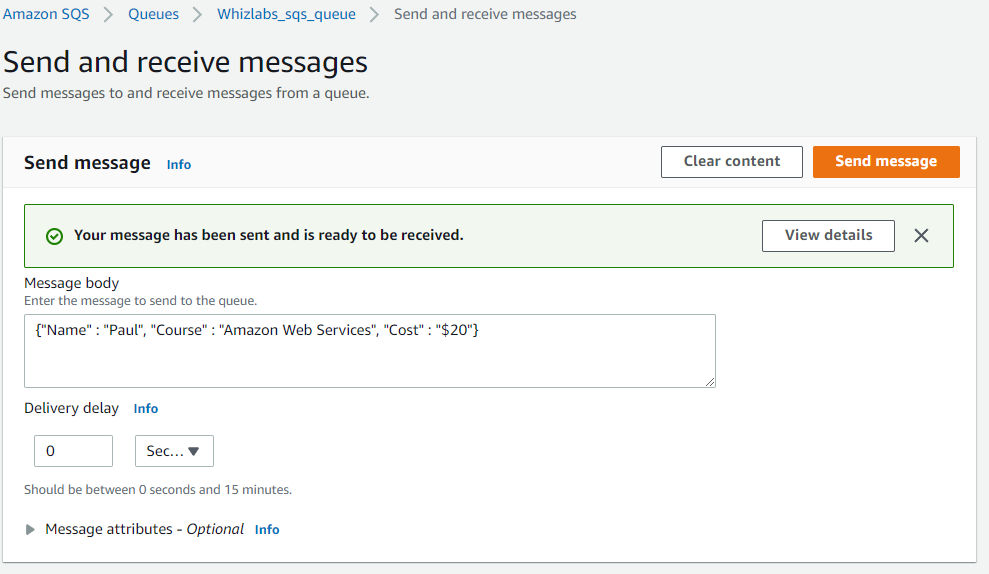 Amazon SQS > Queues > Whizlabs_sqs_queue > Send and receive messages
Send and receive messages
Send messages to and receive messages from a queue.
Send message Info Clear content Send message
Your message has been sent and is ready to be received. View details
Message body
Enter the message to send to the queue.
{"Name" : "Paul", "Course" : "Amazon Web Services", "Cost" : "$20"}
Delivery delay Info
0 Sec...
Should be between 0 seconds and 15 minutes.
Message attributes - Optional Info